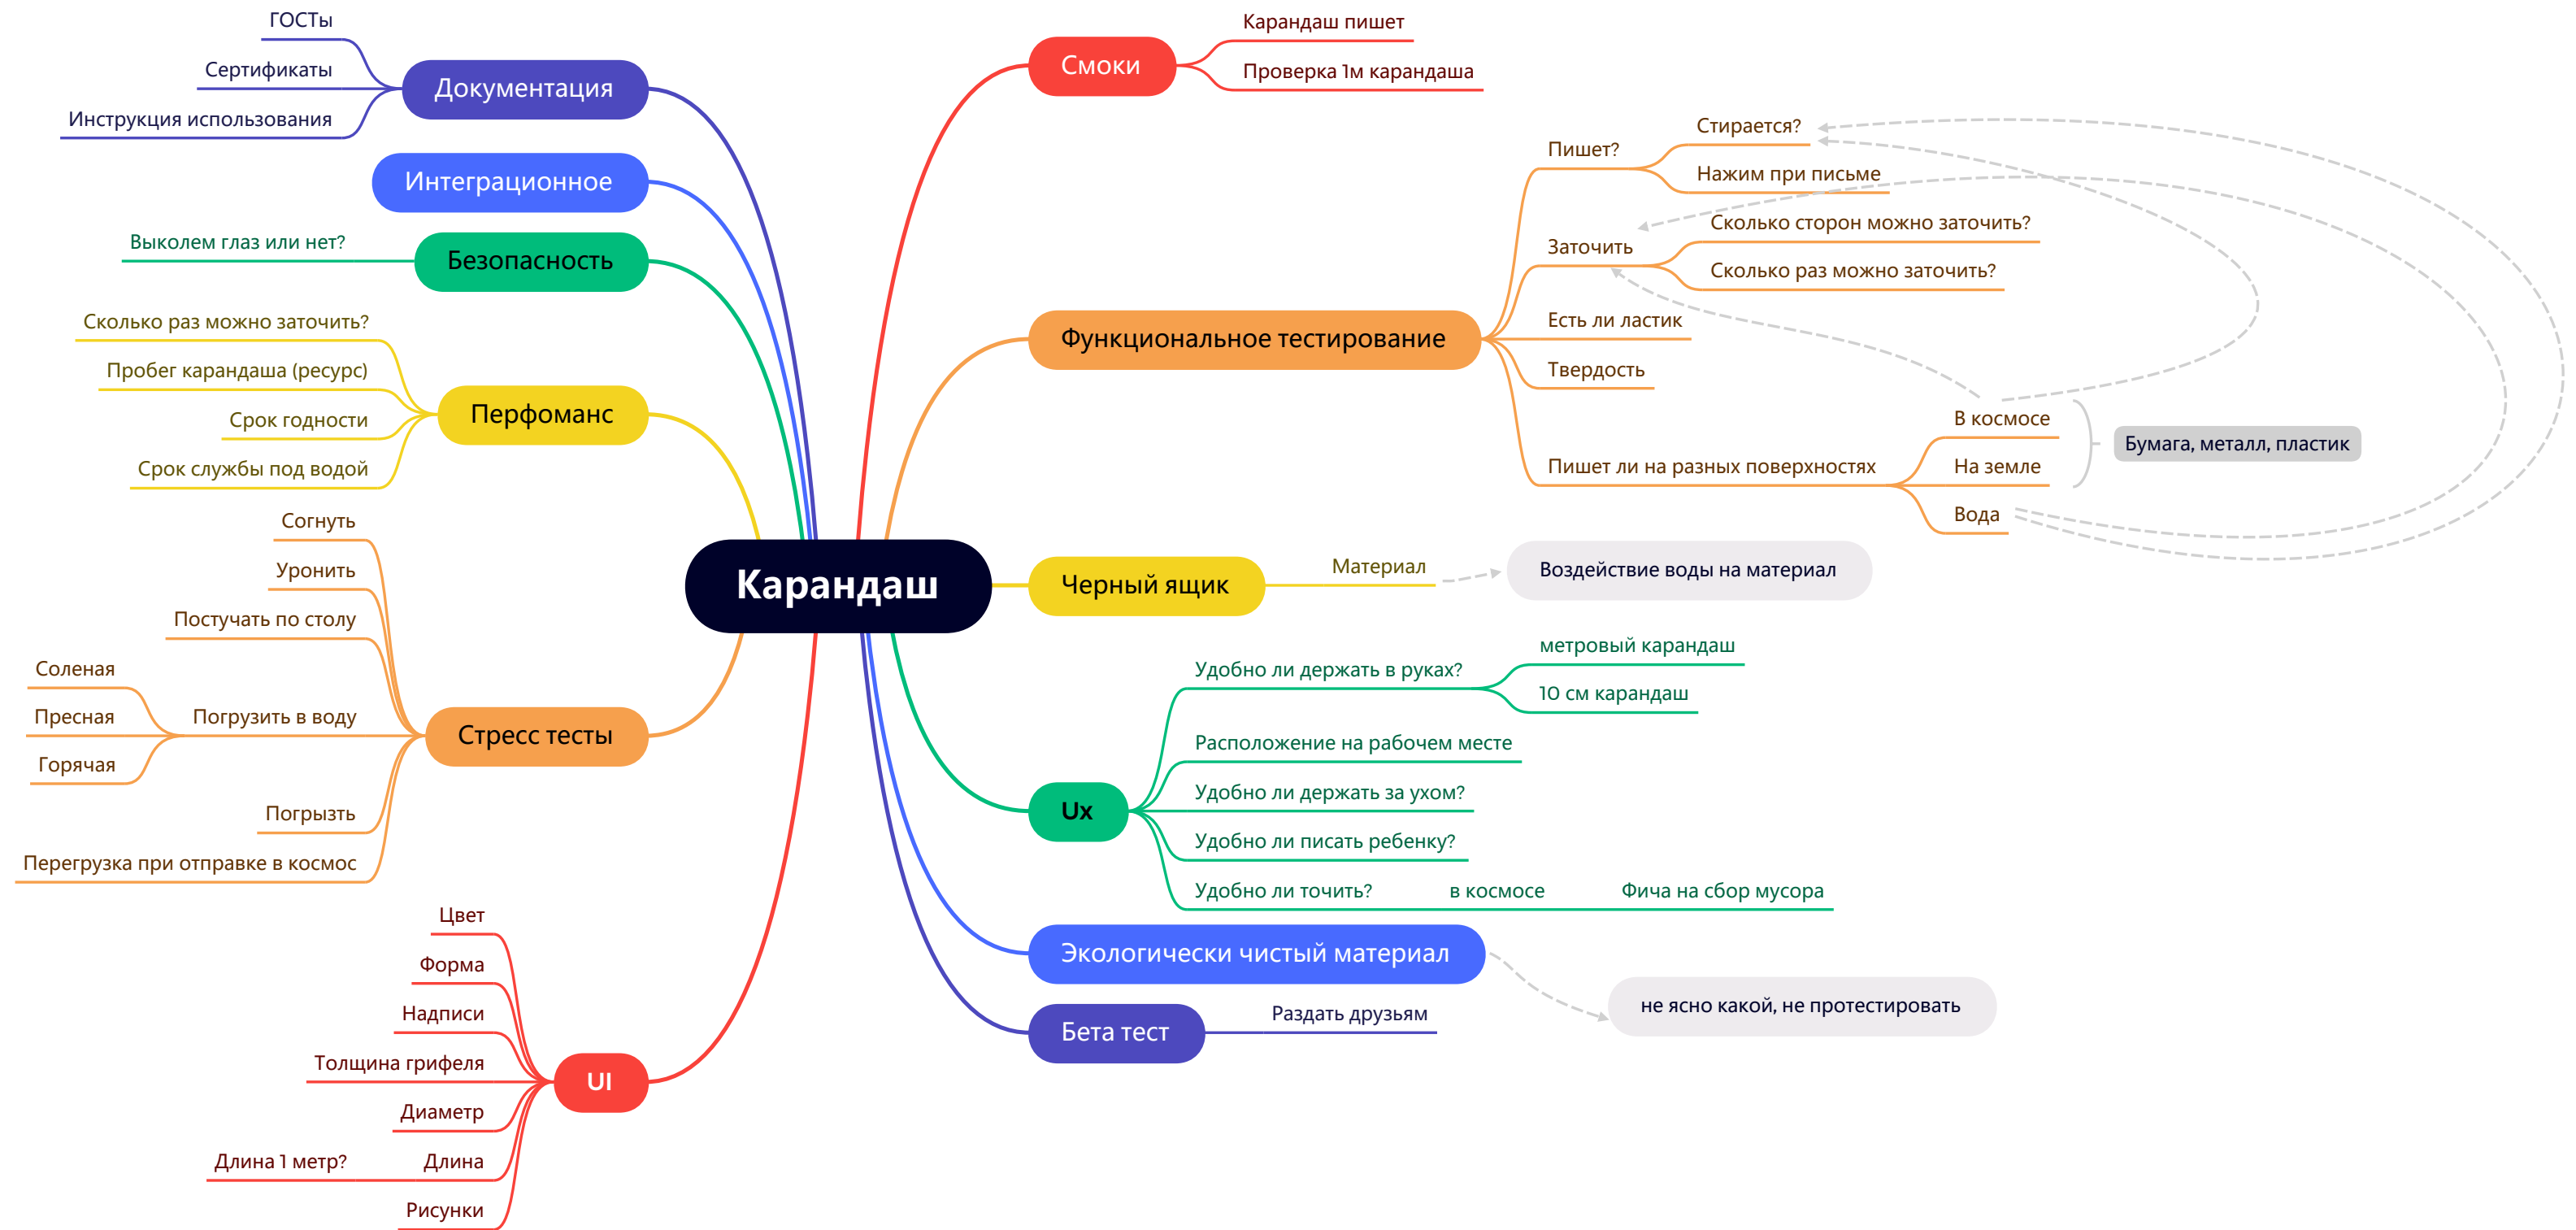 Карандаш
Смоки
Карандаш пишет
Проверка 1м карандаша
Функциональное тестирование
Пишет?
Стирается?
Нажим при письме
Заточить
Сколько сторон можно заточить?
Сколько раз можно заточить?
Есть ли ластик
Твердость
Пишет ли на разных поверхностях
В космосе
На земле
Вода
Бумага, металл, пластик
Черный ящик
Материал
Воздействие воды на материал
Ux
Удобно ли держать в руках?
метровый карандаш
10 см карандаш
Расположение на рабочем месте
Удобно ли держать за ухом?
Удобно ли писать ребенку?
Удобно ли точить?
в космосе
Фича на сбор мусора
Экологически чистый материал
не ясно какой, не протестировать
Бета тест
Раздать друзьям
Документация
ГОСТы
Сертификаты
Инструкция использования
Интеграционное
Безопасность
Выколем глаз или нет?
Перфоманс
Сколько раз можно заточить?
Пробег карандаша (ресурс)
Срок годности
Срок службы под водой
Стресс тесты
Согнуть
Уронить
Постучать по столу
Погрузить в воду
Соленая
Пресная
Горячая
Погрызть
Перегрузка при отправке в космос
UI
Цвет
Форма
Надписи
Толщина грифеля
Диаметр
Длина
Длина 1 метр?
Рисунки